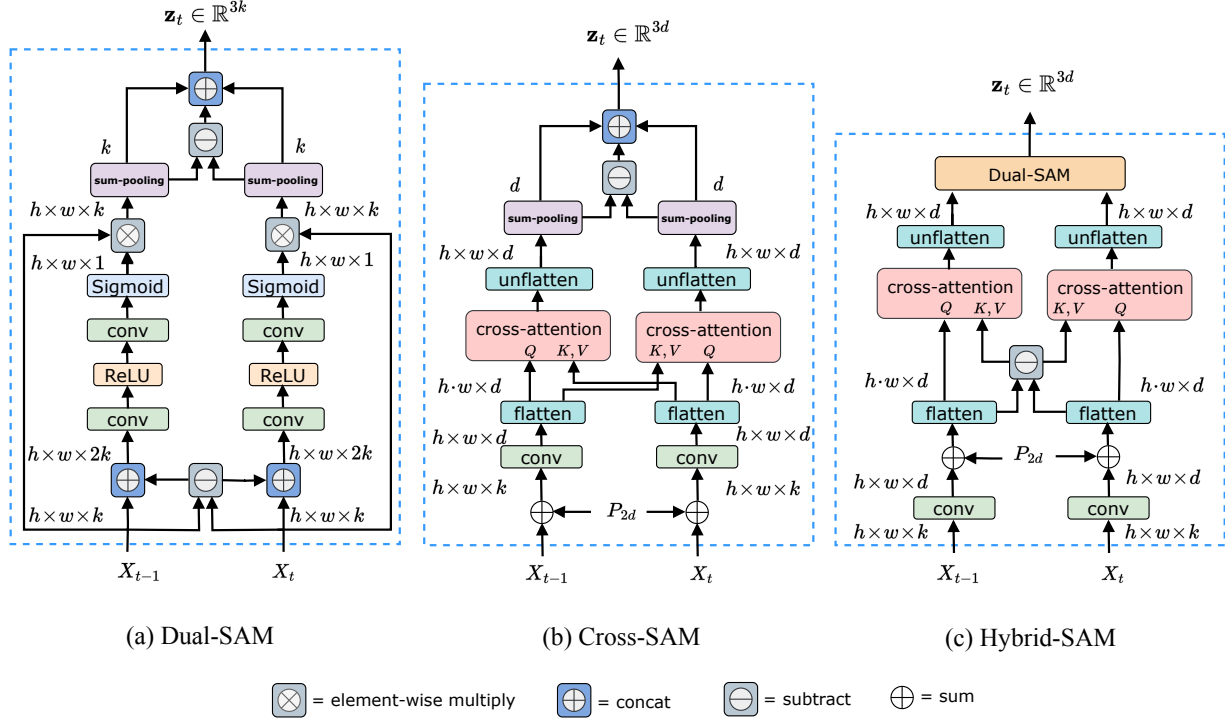 z_t ∈ ℝ^{3k}
k
k
sum-pooling
sum-pooling
h×w×k
h×w×k
h×w×1
h×w×1
Sigmoid
Sigmoid
conv
conv
ReLU
ReLU
conv
conv
h×w×2k
h×w×2k
h×w×k
h×w×k
X_{t−1}
X_t
(a) Dual-SAM
z_t ∈ ℝ^{3d}
d
d
sum-pooling
sum-pooling
h×w×d
h×w×d
unflatten
unflatten
cross-attention
cross-attention
Q K, V
K, V Q
h·w×d
h·w×d
flatten
flatten
h×w×d
h×w×d
conv
conv
h×w×k
h×w×k
P_{2d}
X_{t−1}
X_t
(b) Cross-SAM
z_t ∈ ℝ^{3d}
Dual-SAM
h×w×d
h×w×d
unflatten
unflatten
cross-attention
cross-attention
Q K, V
K, V Q
h·w×d
h·w×d
flatten
flatten
P_{2d}
h×w×d
h×w×d
conv
conv
h×w×k
h×w×k
X_{t−1}
X_t
(c) Hybrid-SAM
= element-wise multiply
= concat
= subtract
= sum